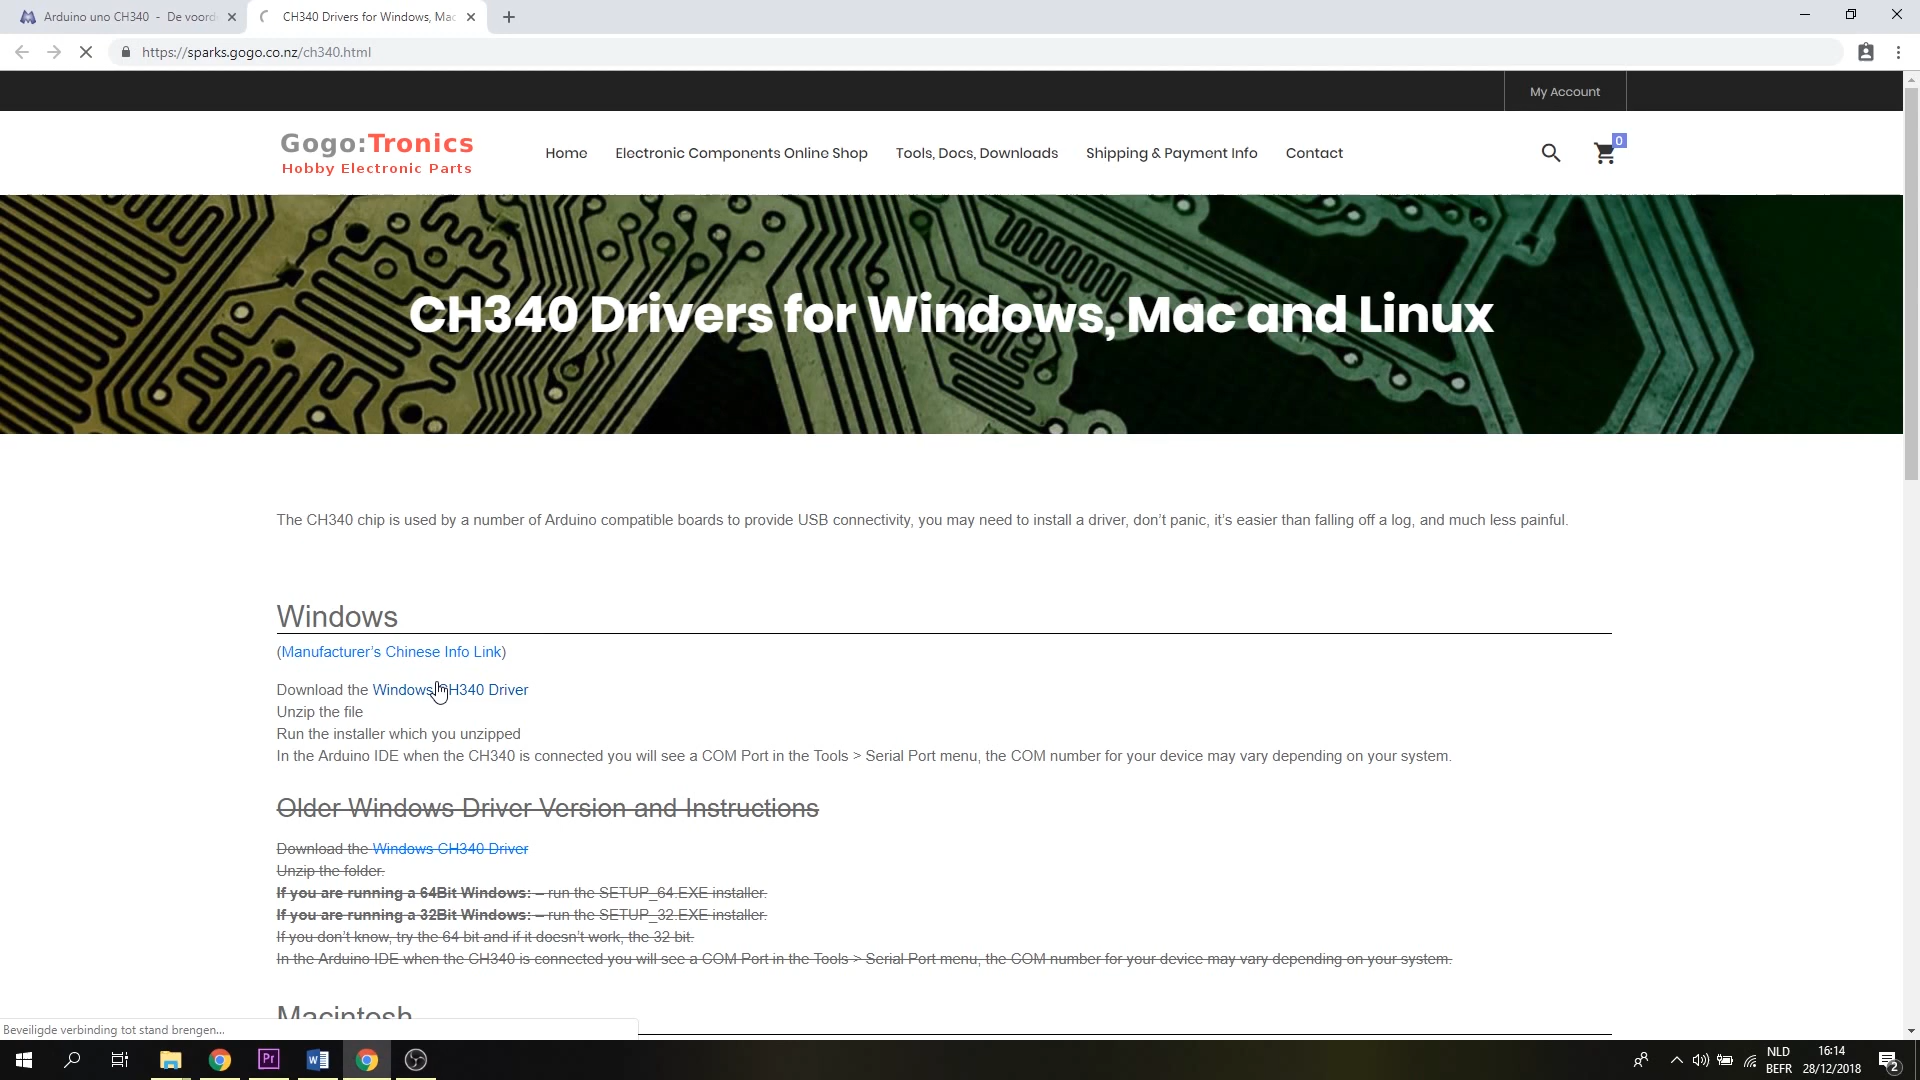 Arduino uno CH340 - De voord
CH340 Drivers for Windows, Mac
https://sparks.gogo.co.nz/ch340.html
My Account
Gogo:Tronics
Hobby Electronic Parts
Home
Electronic Components Online Shop
Tools, Docs, Downloads
Shipping & Payment Info
Contact
0
CH340 Drivers for Windows, Mac and Linux
The CH340 chip is used by a number of Arduino compatible boards to provide USB connectivity, you may need to install a driver, don’t panic, it’s easier than falling off a log, and much less painful.
Windows
(Manufacturer’s Chinese Info Link)
Download the Windows CH340 Driver
Unzip the file
Run the installer which you unzipped
In the Arduino IDE when the CH340 is connected you will see a COM Port in the Tools > Serial Port menu, the COM number for your device may vary depending on your system.
Older Windows Driver Version and Instructions
Download the Windows CH340 Driver
Unzip the folder.
If you are running a 64Bit Windows: – run the SETUP_64.EXE installer.
If you are running a 32Bit Windows: – run the SETUP_32.EXE installer.
If you don’t know, try the 64 bit and if it doesn’t work, the 32 bit.
In the Arduino IDE when the CH340 is connected you will see a COM Port in the Tools > Serial Port menu, the COM number for your device may vary depending on your system.
Macintosh
Beveiligde verbinding tot stand brengen...
Pr
NLD
BEFR
16:14
28/12/2018
2